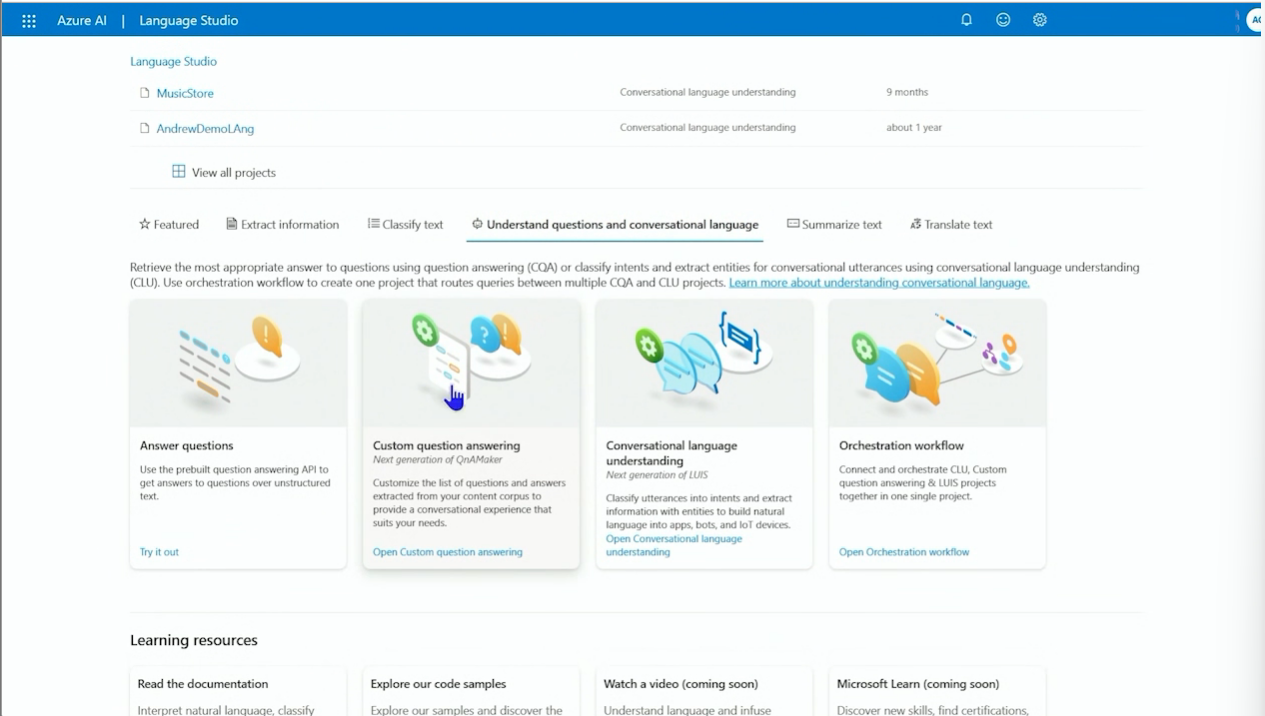 Azure AI | Language Studio
Language Studio
MusicStore Conversational language understanding 9 months
AndrewDemoLAng Conversational language understanding about 1 year
View all projects
Featured Extract information Classify text Understand questions and conversational language Summarize text Translate text
Retrieve the most appropriate answer to questions using question answering (CQA) or classify intents and extract entities for conversational utterances using conversational language understanding
(CLU). Use orchestration workflow to create one project that routes queries between multiple CQA and CLU projects. Learn more about understanding conversational language.
Answer questions
Use the prebuilt question answering API to
get answers to questions over unstructured
text.
Try it out
Custom question answering
Next generation of QnAMaker
Customize the list of questions and answers
extracted from your content corpus to
provide a conversational experience that
suits your needs.
Open Custom question answering
Conversational language
understanding
Next generation of LUIS
Classify utterances into intents and extract
information with entities to build natural
language into apps, bots, and IoT devices.
Open Conversational language
understanding
Orchestration workflow
Connect and orchestrate CLU, Custom
question answering & LUIS projects
together in one single project.
Open Orchestration workflow
Learning resources
Read the documentation
Interpret natural language, classify
Explore our code samples
Explore our samples and discover the
Watch a video (coming soon)
Understand language and infuse
Microsoft Learn (coming soon)
Discover new skills, find certifications,